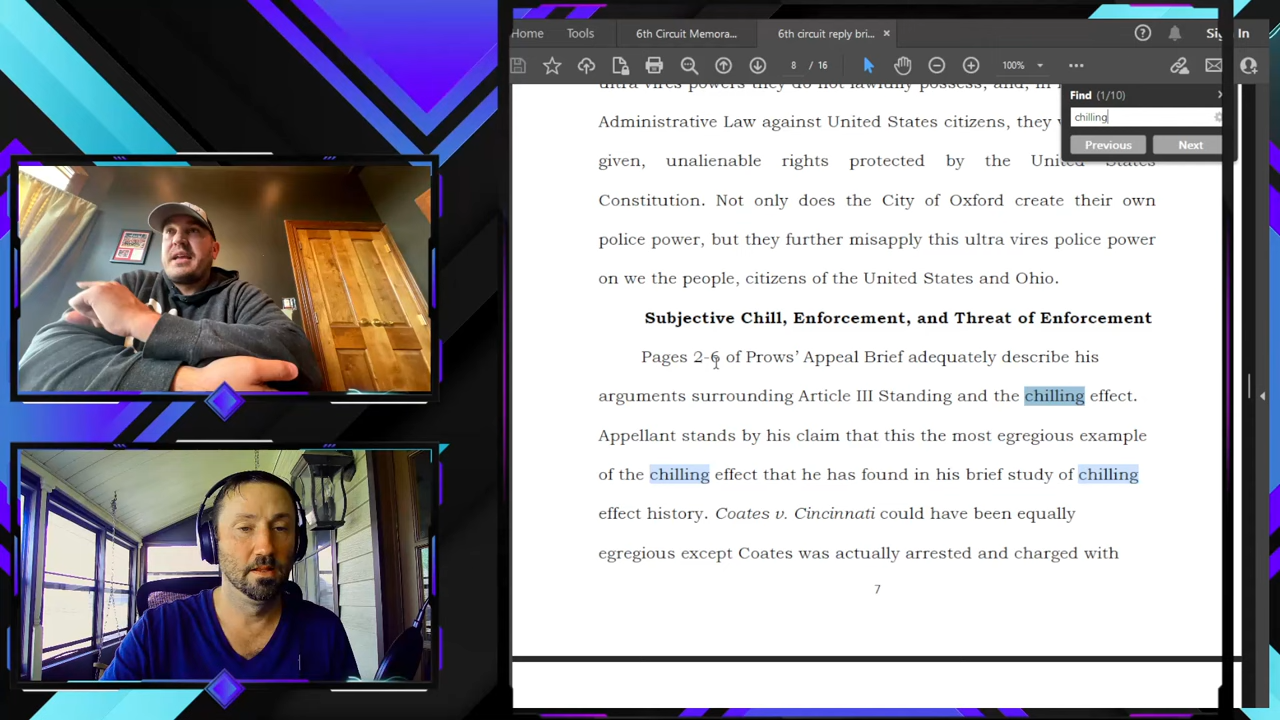 Home Tools 6th Circuit Memora... 6th circuit reply bri... × Sign In
8 / 16 100%
Find (1/10)
chilling
Previous Next
ultra vires powers they do not lawfully possess, and, in
Administrative Law against United States citizens, they
given, unalienable rights protected by the United States
Constitution. Not only does the City of Oxford create their own
police power, but they further misapply this ultra vires police power
on we the people, citizens of the United States and Ohio.
Subjective Chill, Enforcement, and Threat of Enforcement
Pages 2-6 of Prows’ Appeal Brief adequately describe his
arguments surrounding Article III Standing and the chilling effect.
Appellant stands by his claim that this the most egregious example
of the chilling effect that he has found in his brief study of chilling
effect history. Coates v. Cincinnati could have been equally
egregious except Coates was actually arrested and charged with
7